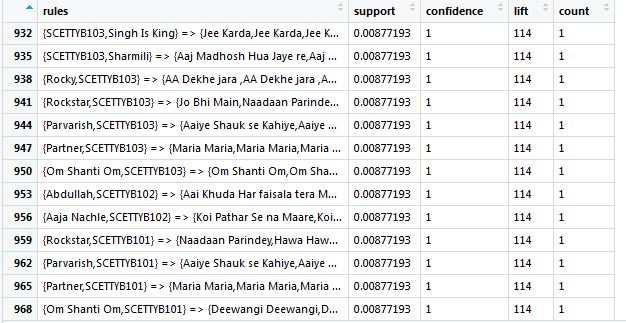 rules support confidence lift count
932 {SCETTYB103,Singh Is King} => {Jee Karda,Jee Karda,Jee K... 0.00877193 1 114 1
935 {SCETTYB103,Sharmili} => {Aaj Madhosh Hua Jaye re,Aaj ... 0.00877193 1 114 1
938 {Rocky,SCETTYB103} => {AA Dekhe jara ,AA Dekhe jara ,A... 0.00877193 1 114 1
941 {Rockstar,SCETTYB103} => {Jo Bhi Main,Naadaan Parinde... 0.00877193 1 114 1
944 {Parvarish,SCETTYB103} => {Aaiye Shauk se Kahiye,Aaiye ... 0.00877193 1 114 1
947 {Partner,SCETTYB103} => {Maria Maria,Maria Maria,Maria ... 0.00877193 1 114 1
950 {Om Shanti Om,SCETTYB103} => {Om Shanti Om,Om Sha... 0.00877193 1 114 1
953 {Abdullah,SCETTYB102} => {Aai Khuda Har faisala tera M... 0.00877193 1 114 1
956 {Aaja Nachle,SCETTYB102} => {Koi Pathar Se na Maare,Koi... 0.00877193 1 114 1
959 {Rockstar,SCETTYB101} => {Naadaan Parindey,Hawa Haw... 0.00877193 1 114 1
962 {Parvarish,SCETTYB101} => {Aaiye Shauk se Kahiye,Aaiye ... 0.00877193 1 114 1
965 {Partner,SCETTYB101} => {Maria Maria,Maria Maria,Maria ... 0.00877193 1 114 1
968 {Om Shanti Om,SCETTYB101} => {Deewangi Deewangi,D... 0.00877193 1 114 1